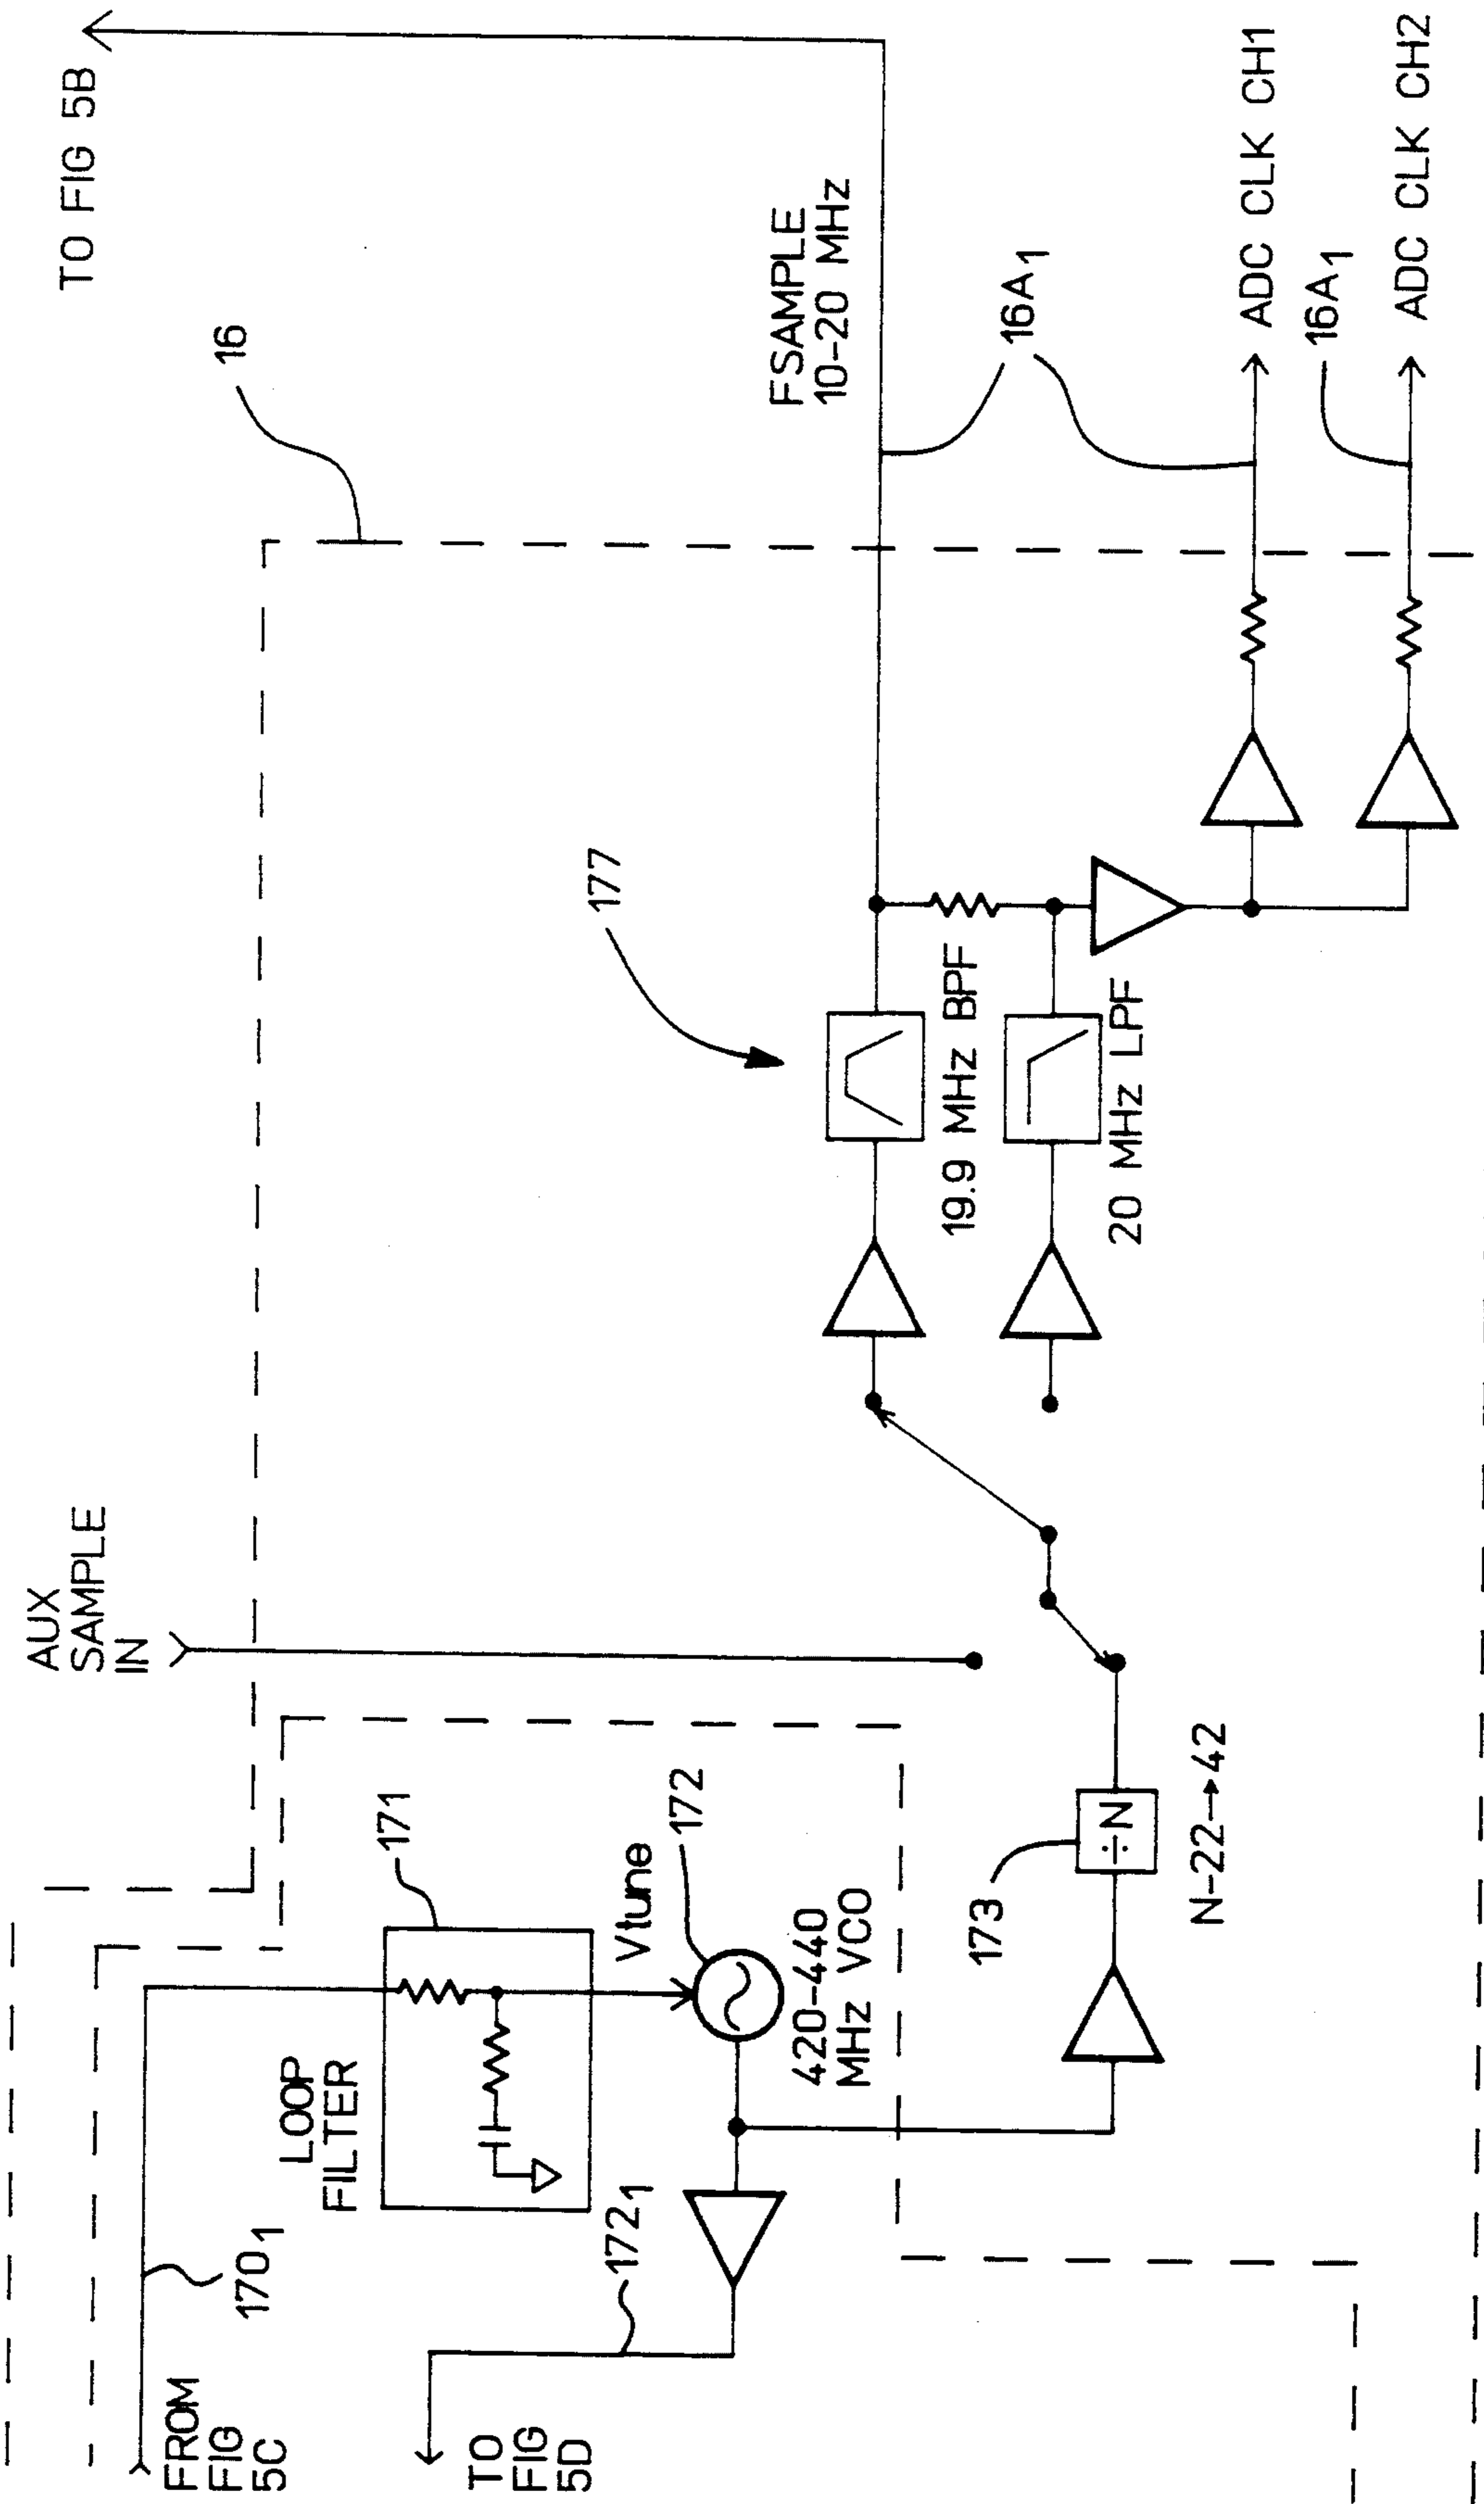 FROM
FIG
5C
170₁
TO
FIG
5D
LOOP
FILTER
171
172₁
Vtune
172
420-440
MHz VCO
173
÷N
N-22→42
AUX
SAMPLE
IN
177
19.9 MHz BPF
20 MHz LPF
16
TO FIG 5B
FSAMPLE
10-20 MHz
16A₁
ADC CLK CH1
16A₁
ADC CLK CH2